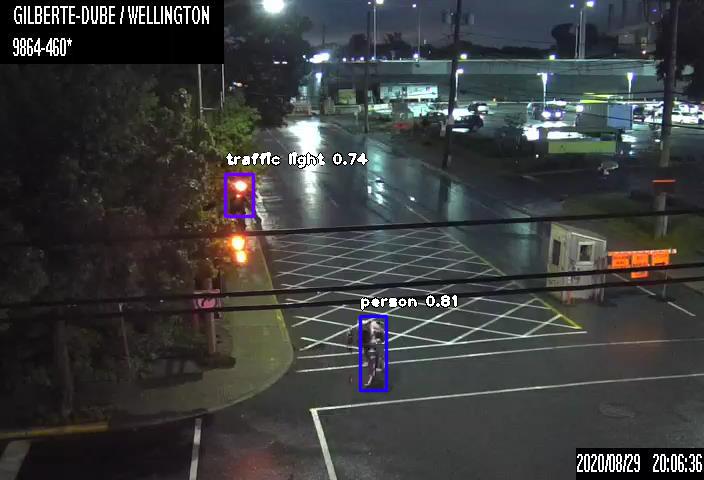 GILBERTE-DUBE / WELLINGTON
9864-460*
traffic light 0.74
person 0.81
2020/08/29 20:06:36